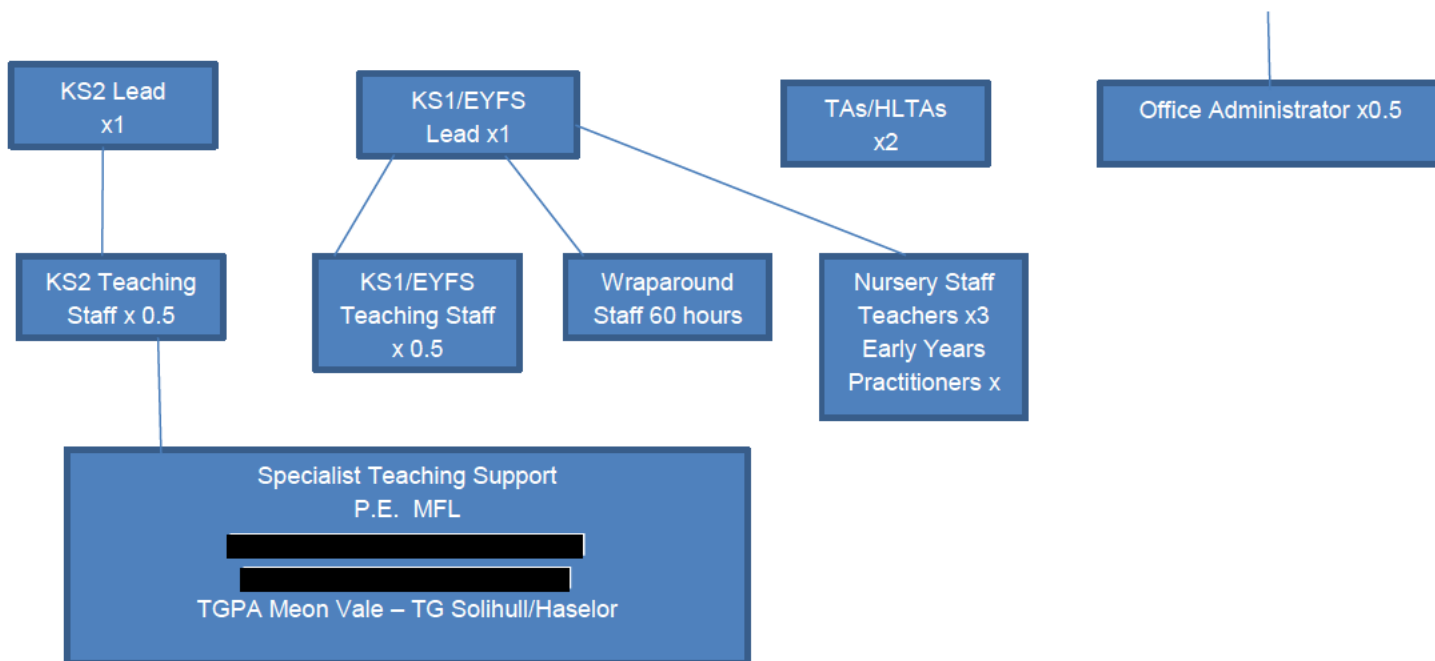 KS2 Lead
x1
KS1/EYFS
Lead x1
TAs/HLTAs
x2
Office Administrator x0.5
KS2 Teaching
Staff x 0.5
KS1/EYFS
Teaching Staff
x 0.5
Wraparound
Staff 60 hours
Nursery Staff
Teachers x3
Early Years
Practitioners x
Specialist Teaching Support
P.E.  MFL
TGPA Meon Vale – TG Solihull/Haselor